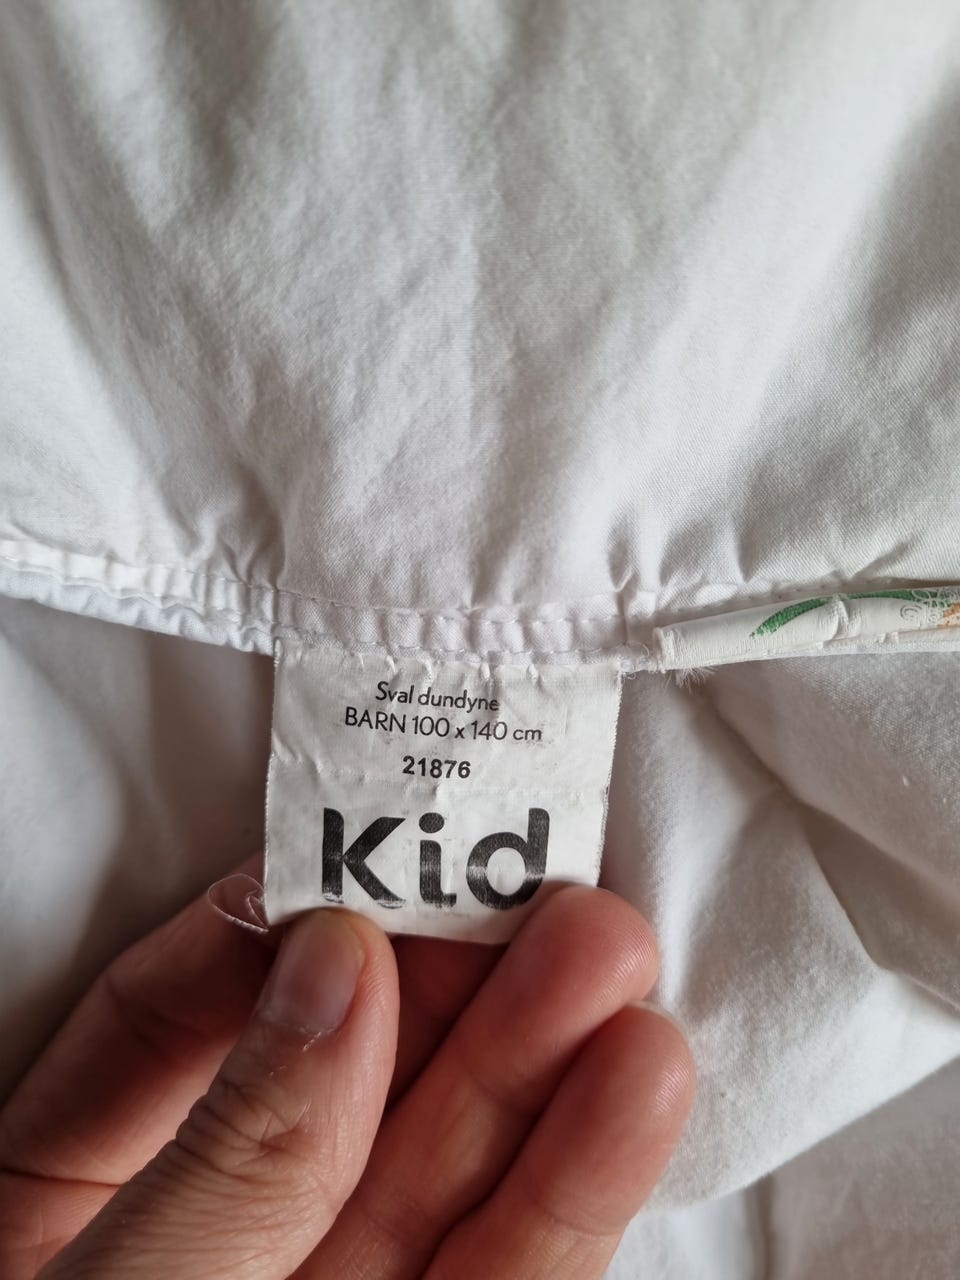 Sval dundyne
BARN 100 x 140 cm
21876
Kid